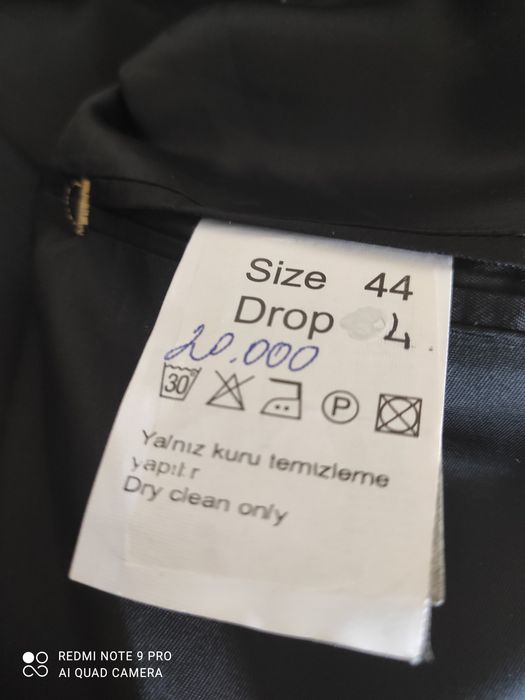 Size 44
Drop 4
20.000
30°
P
Yalnız kuru temizleme
yapılır
Dry clean only
REDMI NOTE 9 PRO
AI QUAD CAMERA